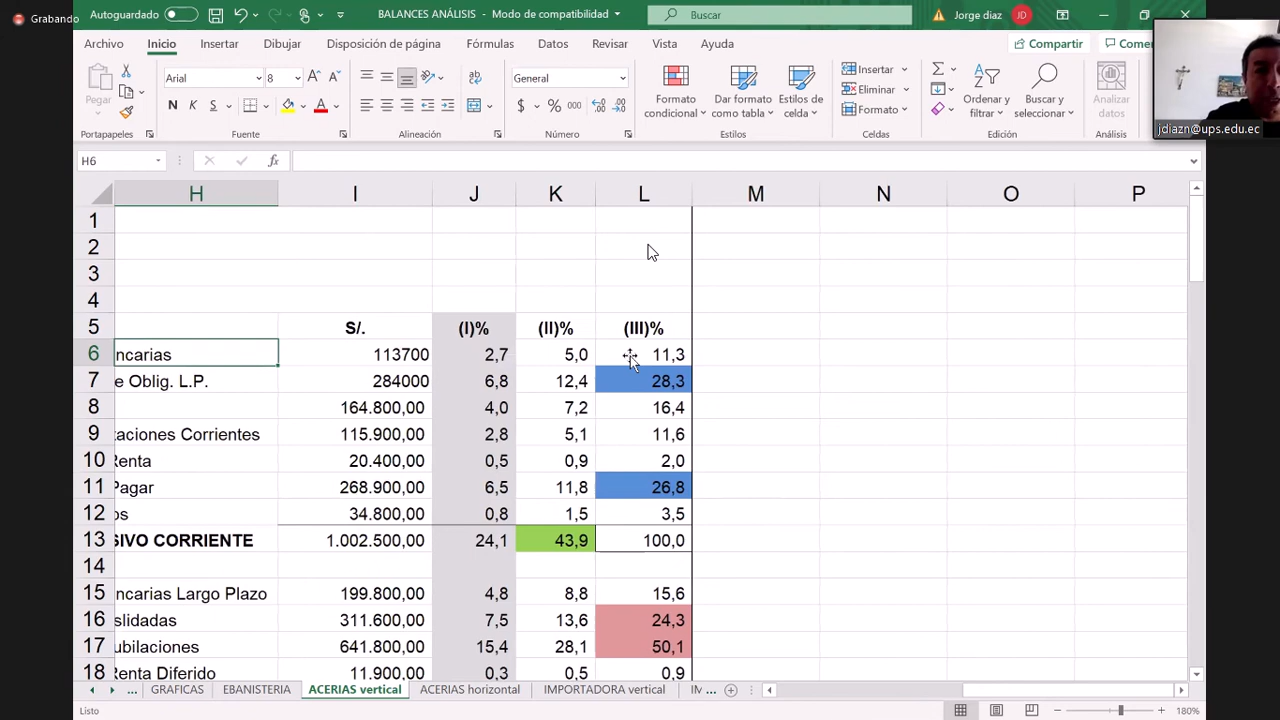 Grabando
Autoguardado
BALANCES ANÁLISIS - Modo de compatibilidad
Buscar
Jorge diaz
JD
Archivo Inicio Insertar Dibujar Disposición de página Fórmulas Datos Revisar Vista Ayuda
Compartir
Comen
Pegar
Arial
8
N K S
General
$ % 000
Formato condicional
Dar formato como tabla
Estilos de celda
Insertar
Eliminar
Formato
Ordenar y filtrar
Buscar y seleccionar
Analizar datos
Portapapeles Fuente Alineación Número Estilos Celdas Edición Análisis
jdiazn@ups.edu.ec
H6
fx
H I J K L M N O P
1
2
3
4
5 S/. (I)% (II)% (III)%
6 ncarias 113700 2,7 5,0 11,3
7 e Oblig. L.P. 284000 6,8 12,4 28,3
8 164.800,00 4,0 7,2 16,4
9 taciones Corrientes 115.900,00 2,8 5,1 11,6
10 Renta 20.400,00 0,5 0,9 2,0
11 Pagar 268.900,00 6,5 11,8 26,8
12 os 34.800,00 0,8 1,5 3,5
13 SIVO CORRIENTE 1.002.500,00 24,1 43,9 100,0
14
15 ncarias Largo Plazo 199.800,00 4,8 8,8 15,6
16 slidadas 311.600,00 7,5 13,6 24,3
17 ubilaciones 641.800,00 15,4 28,1 50,1
18 Renta Diferido 11.900,00 0,3 0,5 0,9
... GRAFICAS EBANISTERIA ACERIAS vertical ACERIAS horizontal IMPORTADORA vertical IM ...
Listo
180%